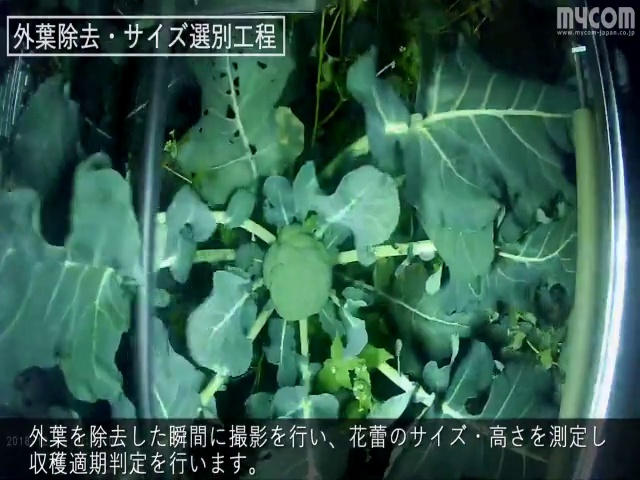 外葉除去・サイズ選別工程
mycom
www.mycom-japan.co.jp
外葉を除去した瞬間に撮影を行い、花蕾のサイズ・高さを測定し
収穫適期判定を行います。